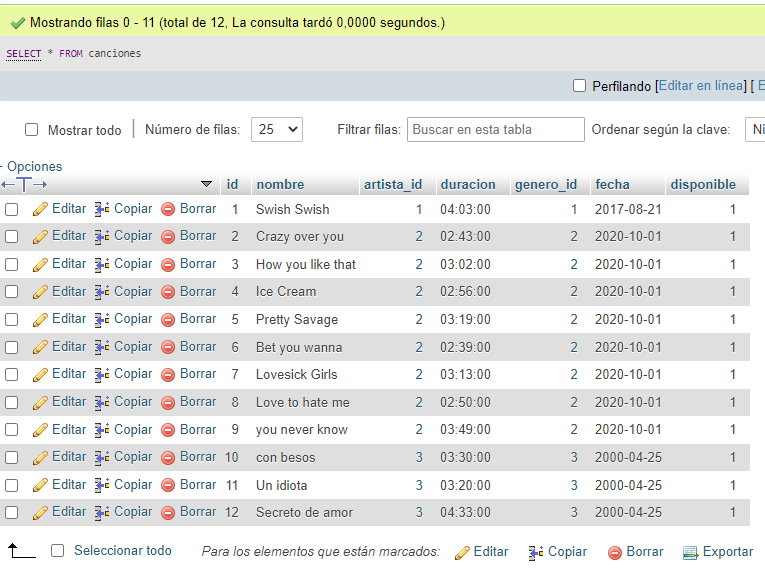 Mostrando filas 0 - 11 (total de 12, La consulta tardó 0,0000 segundos.)
SELECT * FROM canciones
Perfilando [Editar en línea] [ E
Mostrar todo | Número de filas: 25 Filtrar filas: Buscar en esta tabla Ordenar según la clave: Ni
+ Opciones
←T→ id nombre artista_id duracion genero_id fecha disponible
Editar Copiar Borrar 1 Swish Swish 1 04:03:00 1 2017-08-21 1
Editar Copiar Borrar 2 Crazy over you 2 02:43:00 2 2020-10-01 1
Editar Copiar Borrar 3 How you like that 2 03:02:00 2 2020-10-01 1
Editar Copiar Borrar 4 Ice Cream 2 02:56:00 2 2020-10-01 1
Editar Copiar Borrar 5 Pretty Savage 2 03:19:00 2 2020-10-01 1
Editar Copiar Borrar 6 Bet you wanna 2 02:39:00 2 2020-10-01 1
Editar Copiar Borrar 7 Lovesick Girls 2 03:13:00 2 2020-10-01 1
Editar Copiar Borrar 8 Love to hate me 2 02:50:00 2 2020-10-01 1
Editar Copiar Borrar 9 you never know 2 03:49:00 2 2020-10-01 1
Editar Copiar Borrar 10 con besos 3 03:30:00 3 2000-04-25 1
Editar Copiar Borrar 11 Un idiota 3 03:20:00 3 2000-04-25 1
Editar Copiar Borrar 12 Secreto de amor 3 04:33:00 3 2000-04-25 1
Seleccionar todo Para los elementos que están marcados: Editar Copiar Borrar Exportar